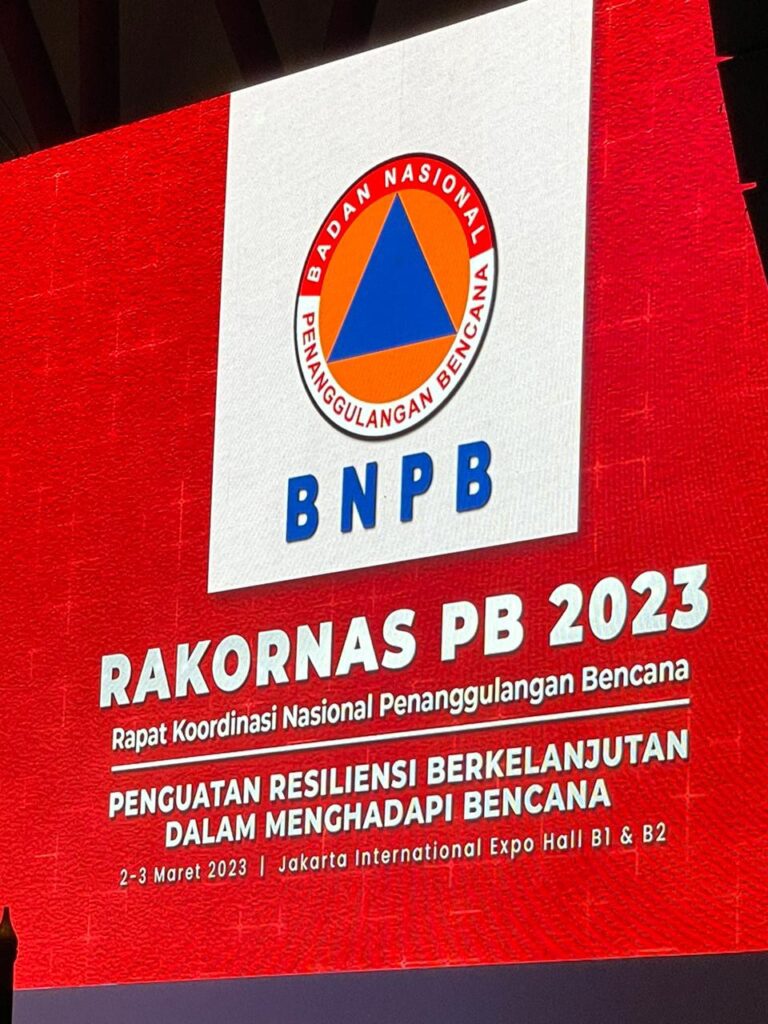 BADAN NASIONAL
PENANGGULANGAN BENCANA
BNPB
RAKORNAS PB 2023
Rapat Koordinasi Nasional Penanggulangan Bencana
PENGUATAN RESILIENSI BERKELANJUTAN
DALAM MENGHADAPI BENCANA
2-3 Maret 2023 | Jakarta International Expo Hall B1 & B2